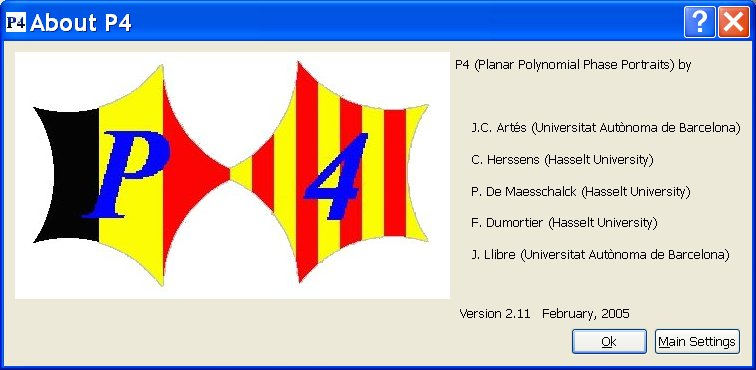 P4 About P4
P4 (Planar Polynomial Phase Portraits) by
P 4
J.C. Artés (Universitat Autònoma de Barcelona)
C. Herssens (Hasselt University)
P. De Maesschalck (Hasselt University)
F. Dumortier (Hasselt University)
J. Llibre (Universitat Autònoma de Barcelona)
Version 2.11 February, 2005
Ok Main Settings